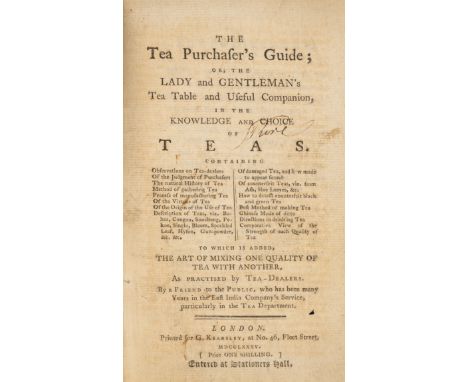 THE
Tea Purchaſer's Guide;
OR, THE
LADY and GENTLEMAN's
Tea Table and Uſeful Companion,
IN THE
KNOWLEDGE AND CHOICE
OF
TEAS.
CONTAINING
Obſervations on Tea-dealers
Of the Judgment of Purchaſers
The natural Hiſtory of Tea
Method of gathering Tea
Proceſs of manufacturing Tea
Of the Virtues of Tea
Of the Origin of the Uſe of Tea
Deſcription of Teas, viz. Bo-
hea, Congou, Souchong, Pe-
koe, Singlo, Bloom, Speckled
Leaf, Hyſon, Gunpowder,
&c. &c.
Of damaged Tea, and how made
to appear ſound
Of counterfeit Teas, viz. from
Aſh, Sloe Leaves, &c.
How to detect counterfeit black
and green Tea
Beſt Method of making Tea
Chineſe Mode of ditto
Directions in drinking Tea
Comparative View of the
Strength of each Quality of
Tea
TO WHICH IS ADDED,
THE ART OF MIXING ONE QUALITY OF
TEA WITH ANOTHER,
AS PRACTISED BY TEA-DEALERS.
By a FRIEND to the PUBLIC, who has been many
Years in the Eaſt India Company's Service,
particularly in the TEA Department.
LONDON.
Printed for G. KEARSLEY, at No. 46, Fleet Street,
MDCCLXXXV.
[ Price ONE SHILLING. ]
Entered at Stationers Hall,